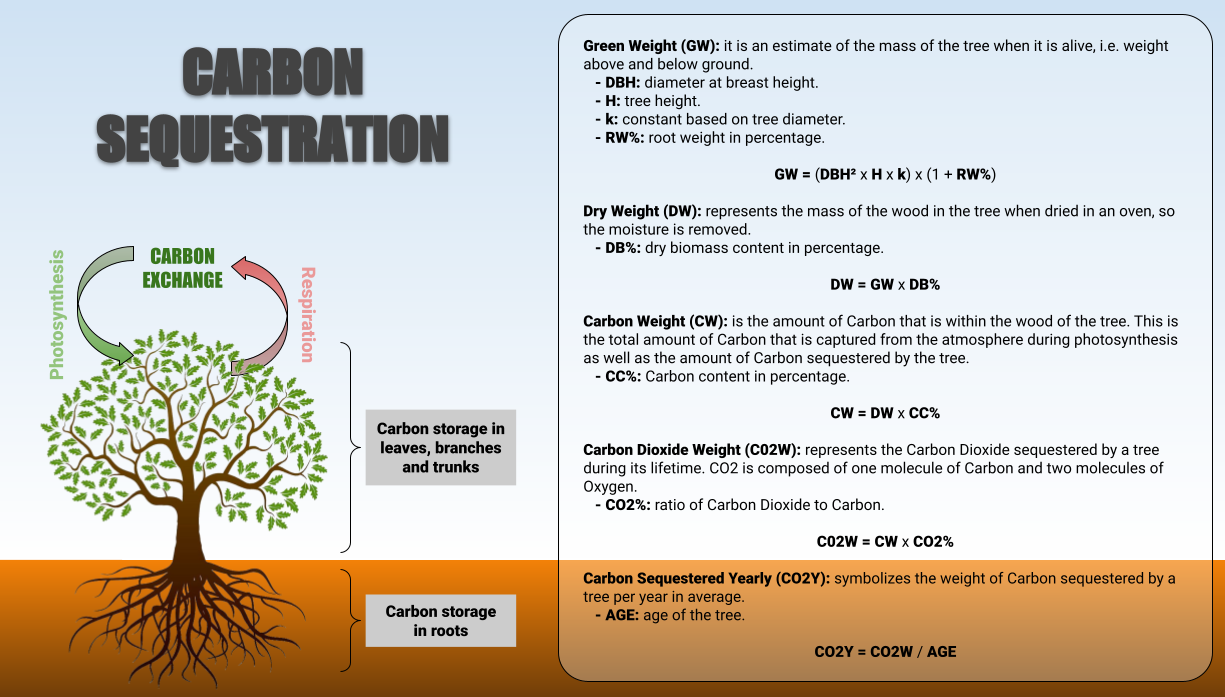 CARBON
SEQUESTRATION
Photosynthesis
CARBON
EXCHANGE
Respiration
Carbon storage in
leaves, branches
and trunks
Carbon storage
in roots
Green Weight (GW): it is an estimate of the mass of the tree when it is alive, i.e. weight
above and below ground.
- DBH: diameter at breast height.
- H: tree height.
- k: constant based on tree diameter.
- RW%: root weight in percentage.
GW = (DBH² x H x k) x (1 + RW%)
Dry Weight (DW): represents the mass of the wood in the tree when dried in an oven, so
the moisture is removed.
- DB%: dry biomass content in percentage.
DW = GW x DB%
Carbon Weight (CW): is the amount of Carbon that is within the wood of the tree. This is
the total amount of Carbon that is captured from the atmosphere during photosynthesis
as well as the amount of Carbon sequestered by the tree.
- CC%: Carbon content in percentage.
CW = DW x CC%
Carbon Dioxide Weight (C02W): represents the Carbon Dioxide sequestered by a tree
during its lifetime. CO2 is composed of one molecule of Carbon and two molecules of
Oxygen.
- CO2%: ratio of Carbon Dioxide to Carbon.
C02W = CW x CO2%
Carbon Sequestered Yearly (CO2Y): symbolizes the weight of Carbon sequestered by a
tree per year in average.
- AGE: age of the tree.
CO2Y = CO2W / AGE